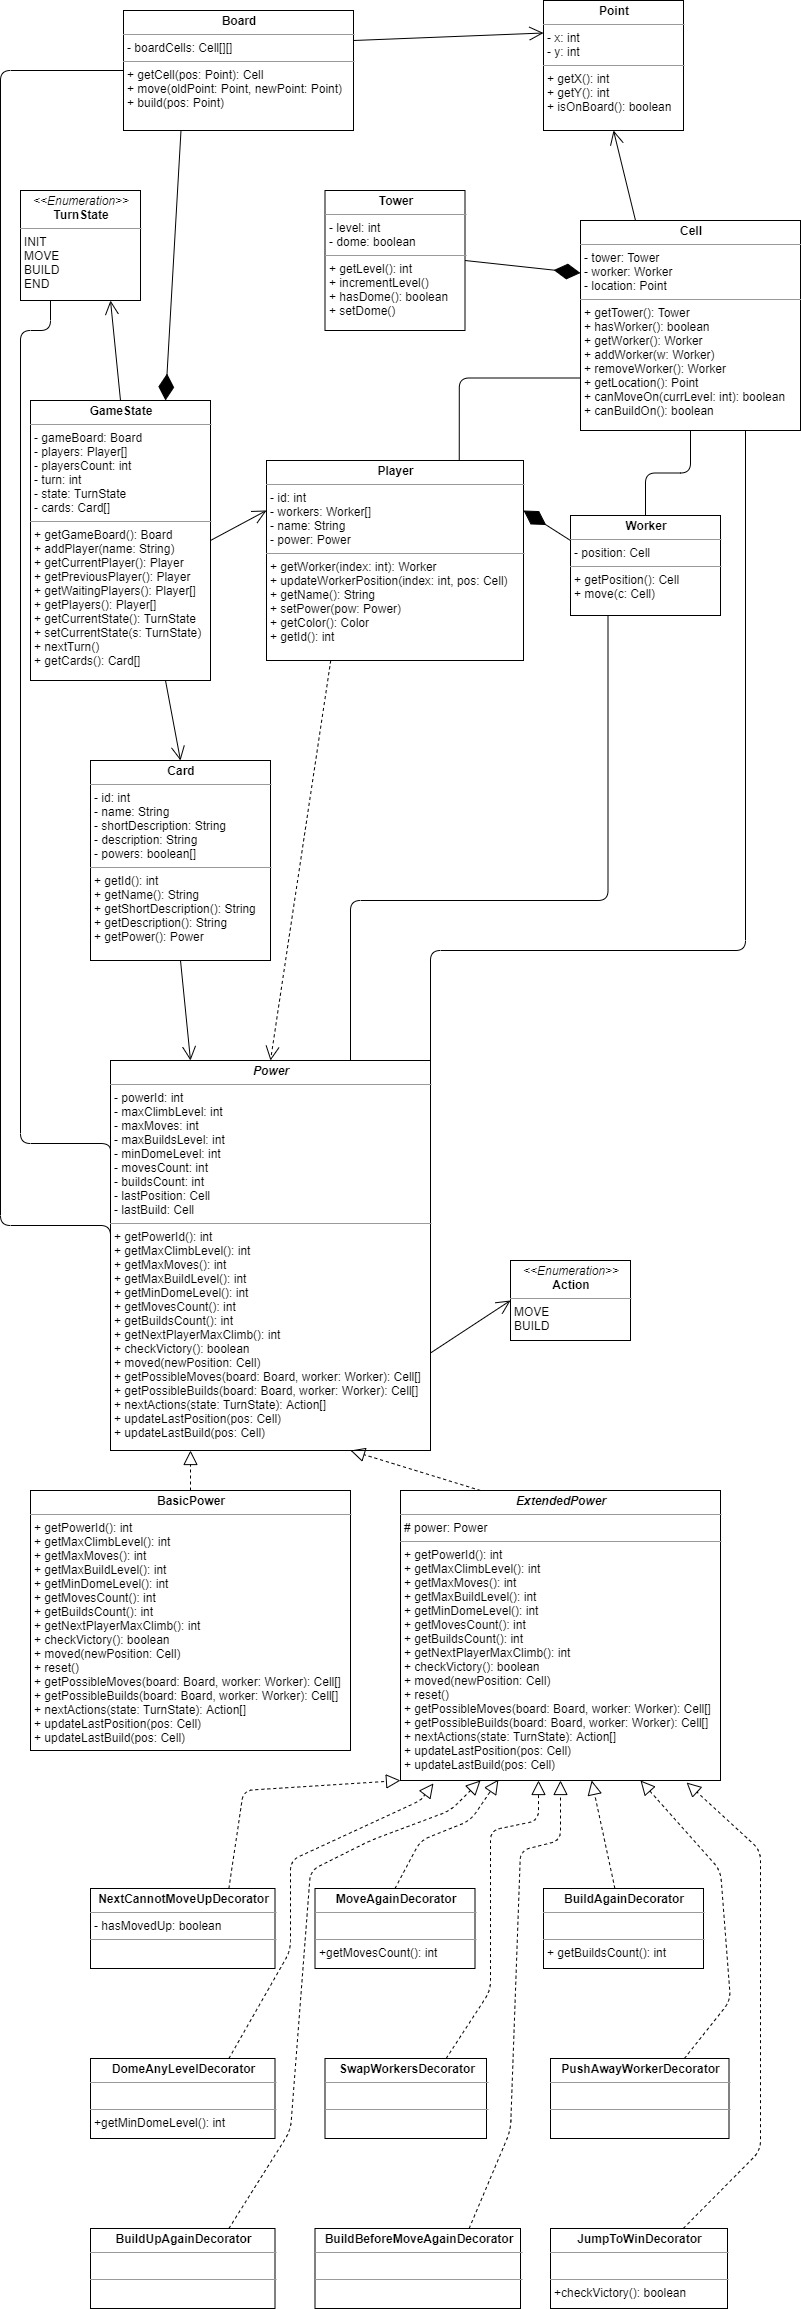 Board
- boardCells: Cell[][]
+ getCell(pos: Point): Cell
+ move(oldPoint: Point, newPoint: Point)
+ build(pos: Point)
Point
- x: int
- y: int
+ getX(): int
+ getY(): int
+ isOnBoard(): boolean
<<Enumeration>>
TurnState
INIT
MOVE
BUILD
END
Tower
- level: int
- dome: boolean
+ getLevel(): int
+ incrementLevel()
+ hasDome(): boolean
+ setDome()
Cell
- tower: Tower
- worker: Worker
- location: Point
+ getTower(): Tower
+ hasWorker(): boolean
+ getWorker(): Worker
+ addWorker(w: Worker)
+ removeWorker(): Worker
+ getLocation(): Point
+ canMoveOn(currLevel: int): boolean
+ canBuildOn(): boolean
GameState
- gameBoard: Board
- players: Player[]
- playersCount: int
- turn: int
- state: TurnState
- cards: Card[]
+ getGameBoard(): Board
+ addPlayer(name: String)
+ getCurrentPlayer(): Player
+ getPreviousPlayer(): Player
+ getWaitingPlayers(): Player[]
+ getPlayers(): Player[]
+ getCurrentState(): TurnState
+ setCurrentState(s: TurnState)
+ nextTurn()
+ getCards(): Card[]
Player
- id: int
- workers: Worker[]
- name: String
- power: Power
+ getWorker(index: int): Worker
+ updateWorkerPosition(index: int, pos: Cell)
+ getName(): String
+ setPower(pow: Power)
+ getColor(): Color
+ getId(): int
Worker
- position: Cell
+ getPosition(): Cell
+ move(c: Cell)
Card
- id: int
- name: String
- shortDescription: String
- description: String
- powers: boolean[]
+ getId(): int
+ getName(): String
+ getShortDescription(): String
+ getDescription(): String
+ getPower(): Power
Power
- powerId: int
- maxClimbLevel: int
- maxMoves: int
- maxBuildsLevel: int
- minDomeLevel: int
- movesCount: int
- buildsCount: int
- lastPosition: Cell
- lastBuild: Cell
+ getPowerId(): int
+ getMaxClimbLevel(): int
+ getMaxMoves(): int
+ getMaxBuildLevel(): int
+ getMinDomeLevel(): int
+ getMovesCount(): int
+ getBuildsCount(): int
+ getNextPlayerMaxClimb(): int
+ checkVictory(): boolean
+ moved(newPosition: Cell)
+ getPossibleMoves(board: Board, worker: Worker): Cell[]
+ getPossibleBuilds(board: Board, worker: Worker): Cell[]
+ nextActions(state: TurnState): Action[]
+ updateLastPosition(pos: Cell)
+ updateLastBuild(pos: Cell)
<<Enumeration>>
Action
MOVE
BUILD
BasicPower
+ getPowerId(): int
+ getMaxClimbLevel(): int
+ getMaxMoves(): int
+ getMaxBuildLevel(): int
+ getMinDomeLevel(): int
+ getMovesCount(): int
+ getBuildsCount(): int
+ getNextPlayerMaxClimb(): int
+ checkVictory(): boolean
+ moved(newPosition: Cell)
+ reset()
+ getPossibleMoves(board: Board, worker: Worker): Cell[]
+ getPossibleBuilds(board: Board, worker: Worker): Cell[]
+ nextActions(state: TurnState): Action[]
+ updateLastPosition(pos: Cell)
+ updateLastBuild(pos: Cell)
ExtendedPower
# power: Power
+ getPowerId(): int
+ getMaxClimbLevel(): int
+ getMaxMoves(): int
+ getMaxBuildLevel(): int
+ getMinDomeLevel(): int
+ getMovesCount(): int
+ getBuildsCount(): int
+ getNextPlayerMaxClimb(): int
+ checkVictory(): boolean
+ moved(newPosition: Cell)
+ reset()
+ getPossibleMoves(board: Board, worker: Worker): Cell[]
+ getPossibleBuilds(board: Board, worker: Worker): Cell[]
+ nextActions(state: TurnState): Action[]
+ updateLastPosition(pos: Cell)
+ updateLastBuild(pos: Cell)
NextCannotMoveUpDecorator
- hasMovedUp: boolean
MoveAgainDecorator
+getMovesCount(): int
BuildAgainDecorator
+ getBuildsCount(): int
DomeAnyLevelDecorator
+getMinDomeLevel(): int
SwapWorkersDecorator
PushAwayWorkerDecorator
BuildUpAgainDecorator
BuildBeforeMoveAgainDecorator
JumpToWinDecorator
+checkVictory(): boolean